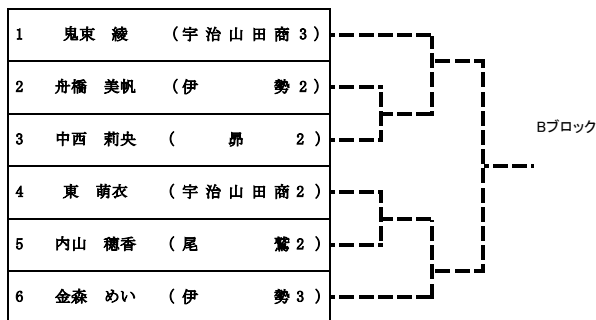 1 鬼東 綾 (宇治山田商3)
2 舟橋 美帆 (伊 勢2)
Bブロック
3 中西 莉央 ( 昴 2)
4 東 萌衣 (宇治山田商2)
5 内山 穂香 (尾 鷲2)
6 金森 めい (伊 勢3)